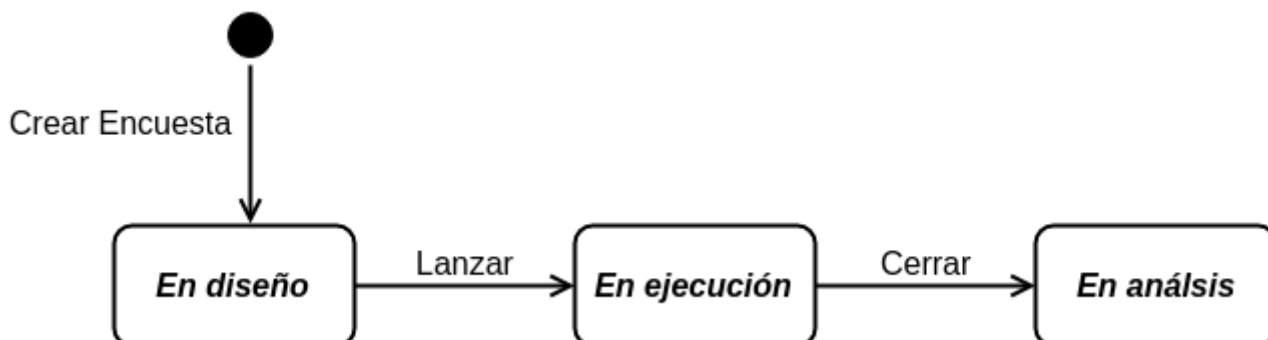 Crear Encuesta
Lanzar
Cerrar
En diseño
En ejecución
En análsis